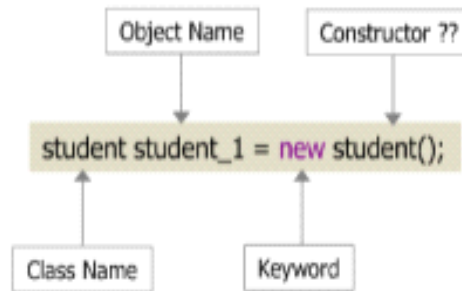 Object Name
Constructor ??
student student_1 = new student();
Class Name
Keyword